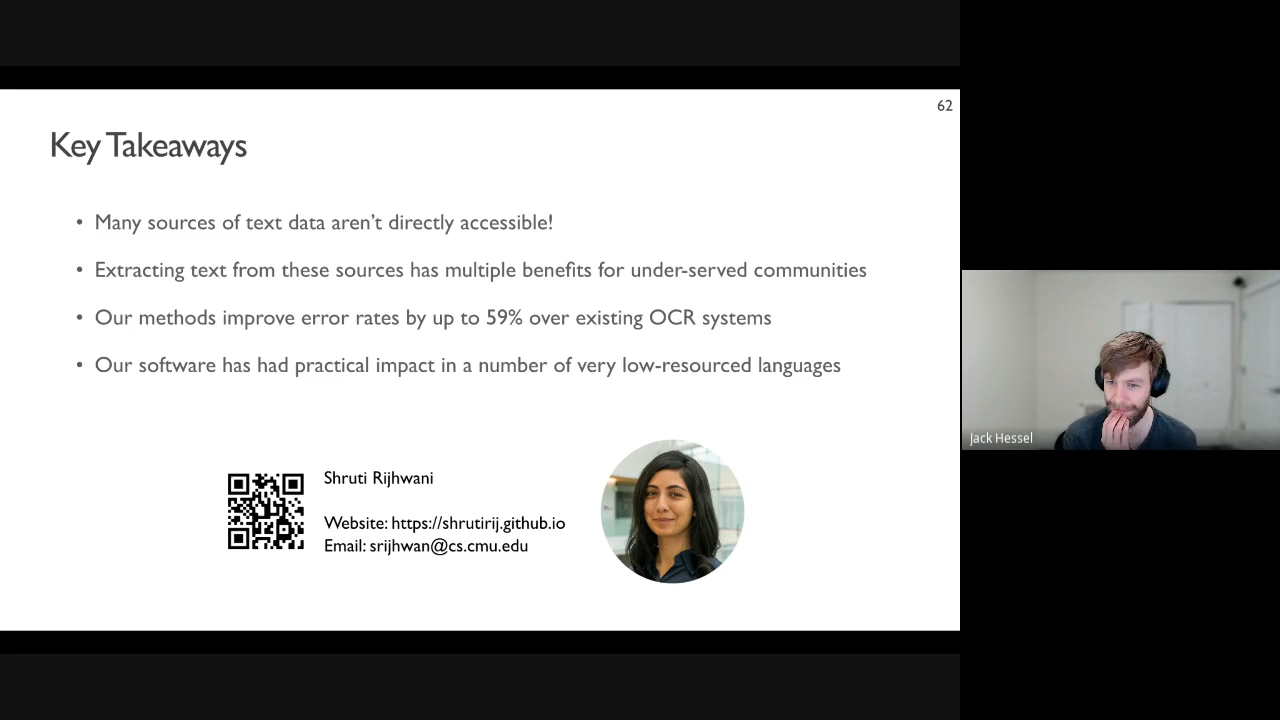 62
Key Takeaways
• Many sources of text data aren't directly accessible!
• Extracting text from these sources has multiple benefits for under-served communities
• Our methods improve error rates by up to 59% over existing OCR systems
• Our software has had practical impact in a number of very low-resourced languages
Shruti Rijhwani
Website: https://shrutirij.github.io
Email: srijhwan@cs.cmu.edu
Jack Hessel